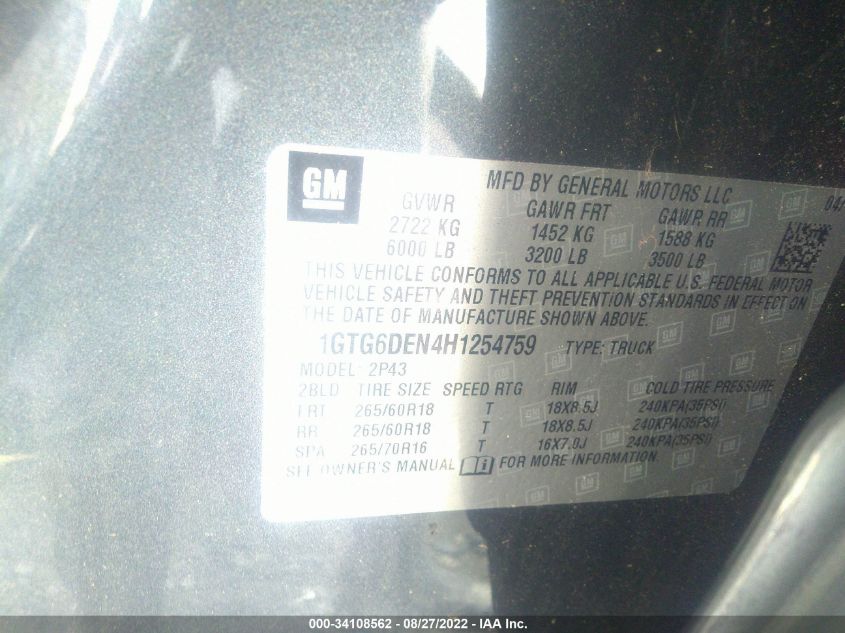 GM
MFD BY GENERAL MOTORS LLC
04/
GVWR GAWR FRT GAWR RR
2722 KG 1452 KG 1588 KG
6000 LB 3200 LB 3500 LB
THIS VEHICLE CONFORMS TO ALL APPLICABLE U.S. FEDERAL MOTOR
VEHICLE SAFETY AND THEFT PREVENTION STANDARDS IN EFFECT ON
THE DATE OF MANUFACTURE SHOWN ABOVE.
1GTG6DEN4H1254759 TYPE: TRUCK
MODEL: 2P43
2BLD TIRE SIZE SPEED RTG RIM COLD TIRE PRESSURE
FRT 265/60R18 T 18X8.5J 240KPA(35PSI)
RR 265/60R18 T 18X8.5J 240KPA(35PSI)
SPA 265/70R16 T 16X7.0J 240KPA(35PSI)
SEE OWNER'S MANUAL FOR MORE INFORMATION.
000-34108562 - 08/27/2022 - IAA Inc.